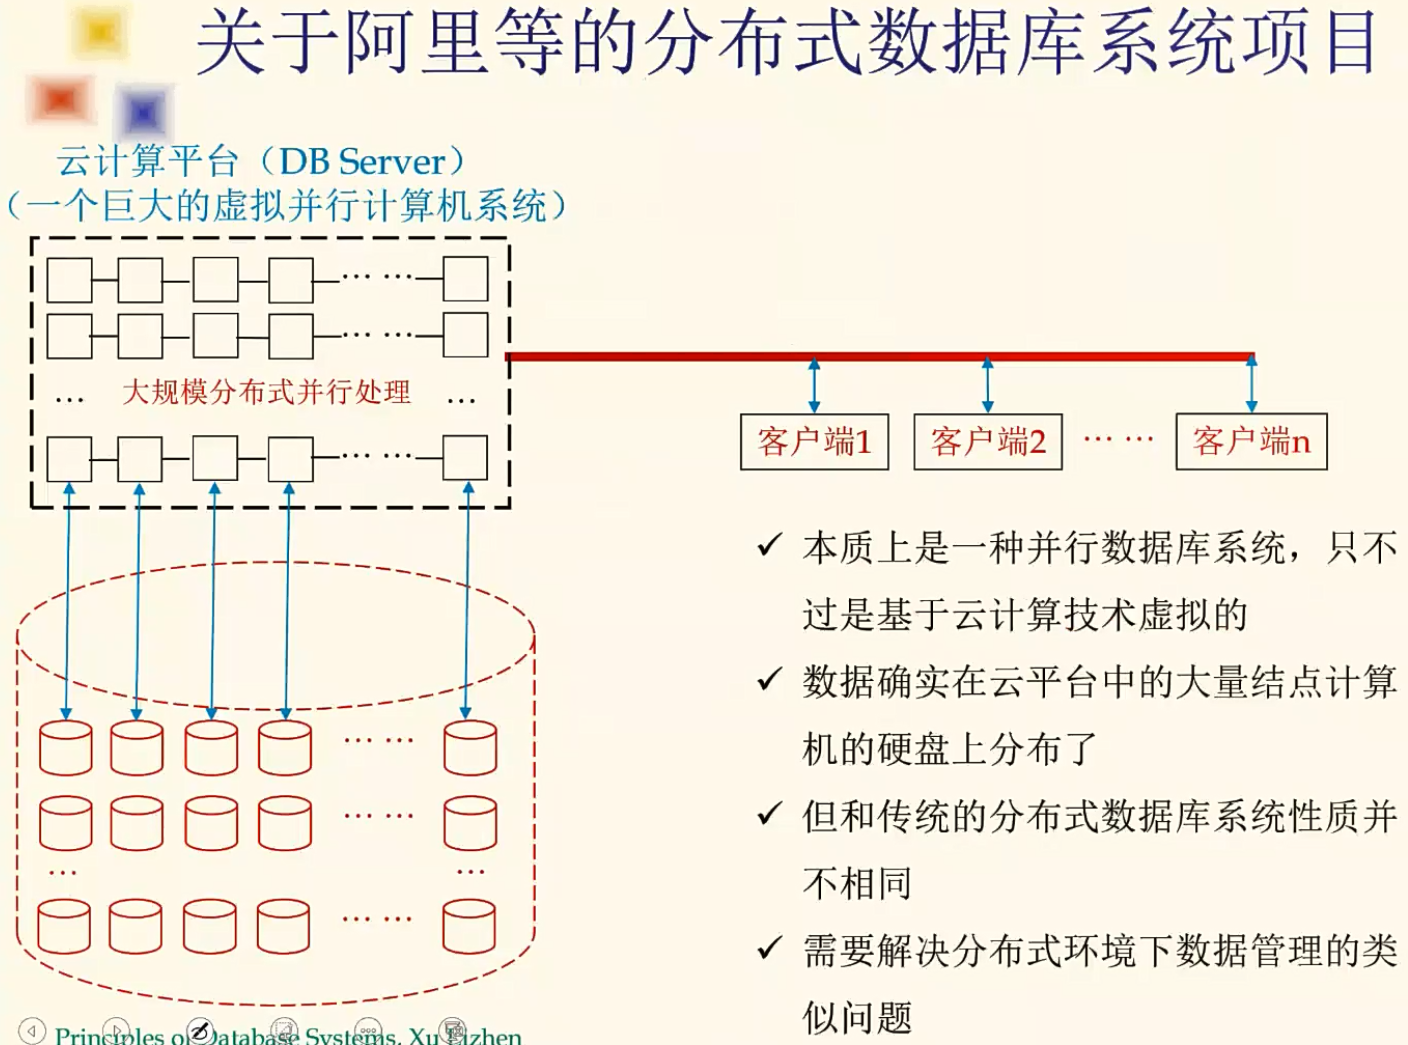 关于阿里等的分布式数据库系统项目
云计算平台（DB Server）
（一个巨大的虚拟并行计算机系统）
… …
… …
… 大规模分布式并行处理 …
… …
客户端1 客户端2 … … 客户端n
✓ 本质上是一种并行数据库系统，只不
过是基于云计算技术虚拟的
✓ 数据确实在云平台中的大量结点计算
机的硬盘上分布了
✓ 但和传统的分布式数据库系统性质并
不相同
✓ 需要解决分布式环境下数据管理的类
似问题
… …
… …
… …
… …
Principles of Database Systems, Xu Lizhen